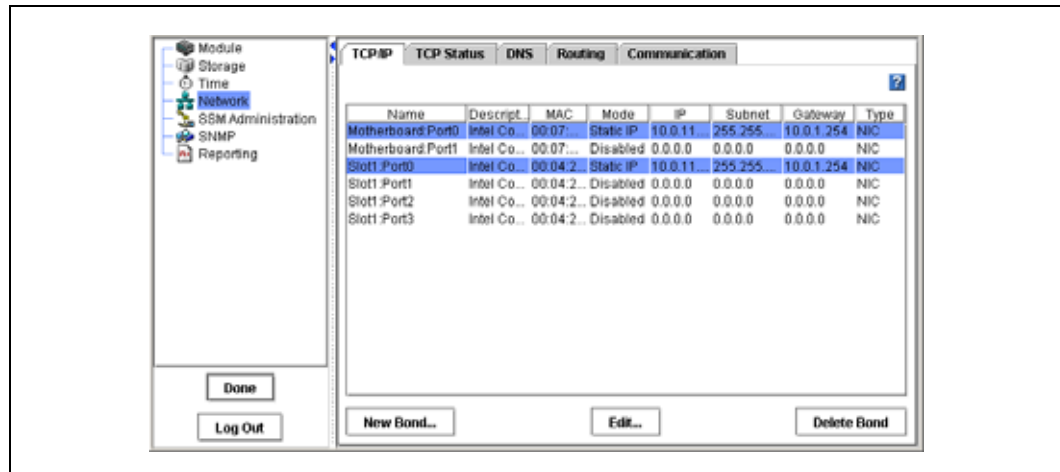 Module
Storage
Time
Network
SSM Administration
SNMP
Reporting
Done
Log Out
TCP/IP TCP Status DNS Routing Communication
?
Name Descript... MAC Mode IP Subnet Gateway Type
Motherboard:Port0 Intel Co... 00:07:... Static IP 10.0.11... 255.255.... 10.0.1.254 NIC
Motherboard:Port1 Intel Co... 00:07:... Disabled 0.0.0.0 0.0.0.0 0.0.0.0 NIC
Slot1:Port0 Intel Co... 00:04:2... Static IP 10.0.11... 255.255.... 10.0.1.254 NIC
Slot1:Port1 Intel Co... 00:04:2... Disabled 0.0.0.0 0.0.0.0 0.0.0.0 NIC
Slot1:Port2 Intel Co... 00:04:2... Disabled 0.0.0.0 0.0.0.0 0.0.0.0 NIC
Slot1:Port3 Intel Co... 00:04:2... Disabled 0.0.0.0 0.0.0.0 0.0.0.0 NIC
New Bond... Edit... Delete Bond